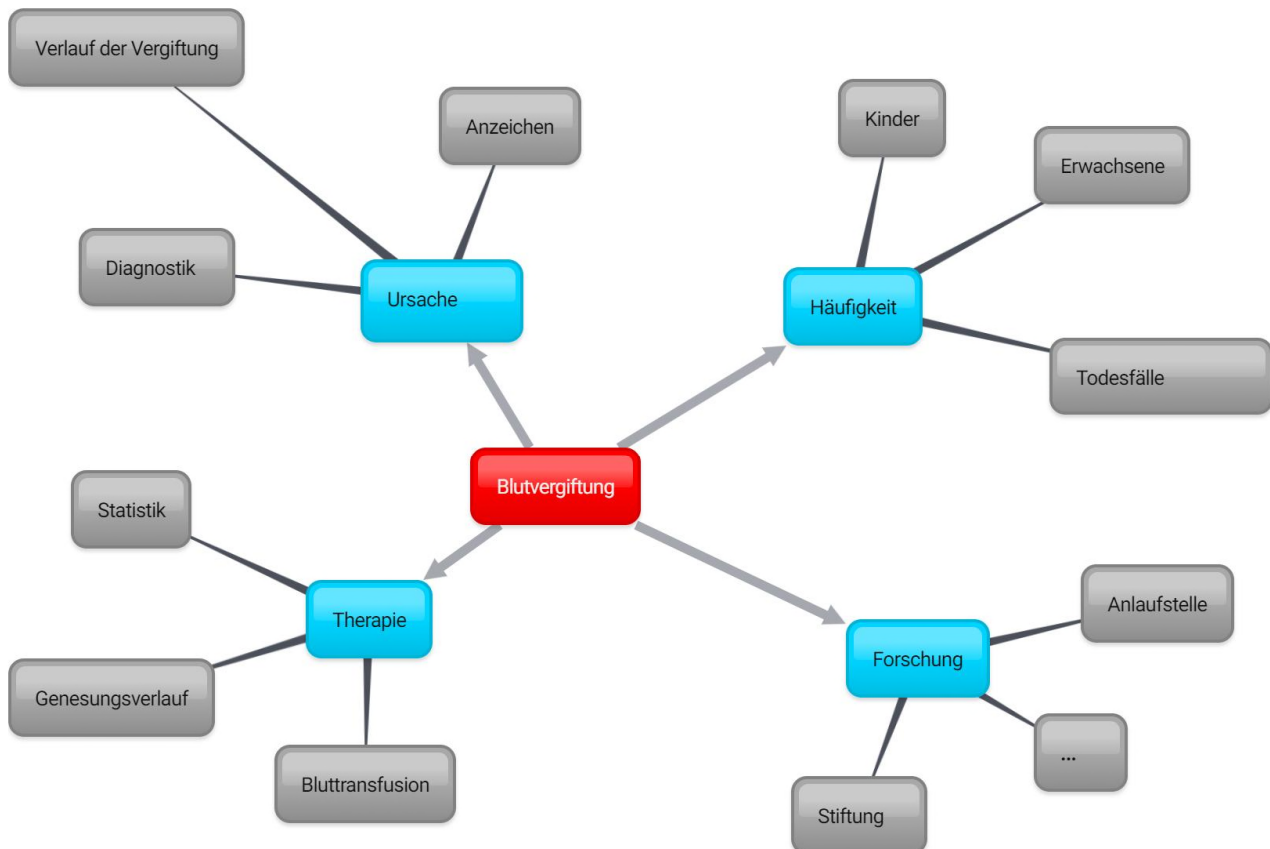 Verlauf der Vergiftung
Anzeichen
Diagnostik
Ursache
Kinder
Erwachsene
Häufigkeit
Todesfälle
Blutvergiftung
Statistik
Therapie
Genesungsverlauf
Bluttransfusion
Anlaufstelle
Forschung
...
Stiftung